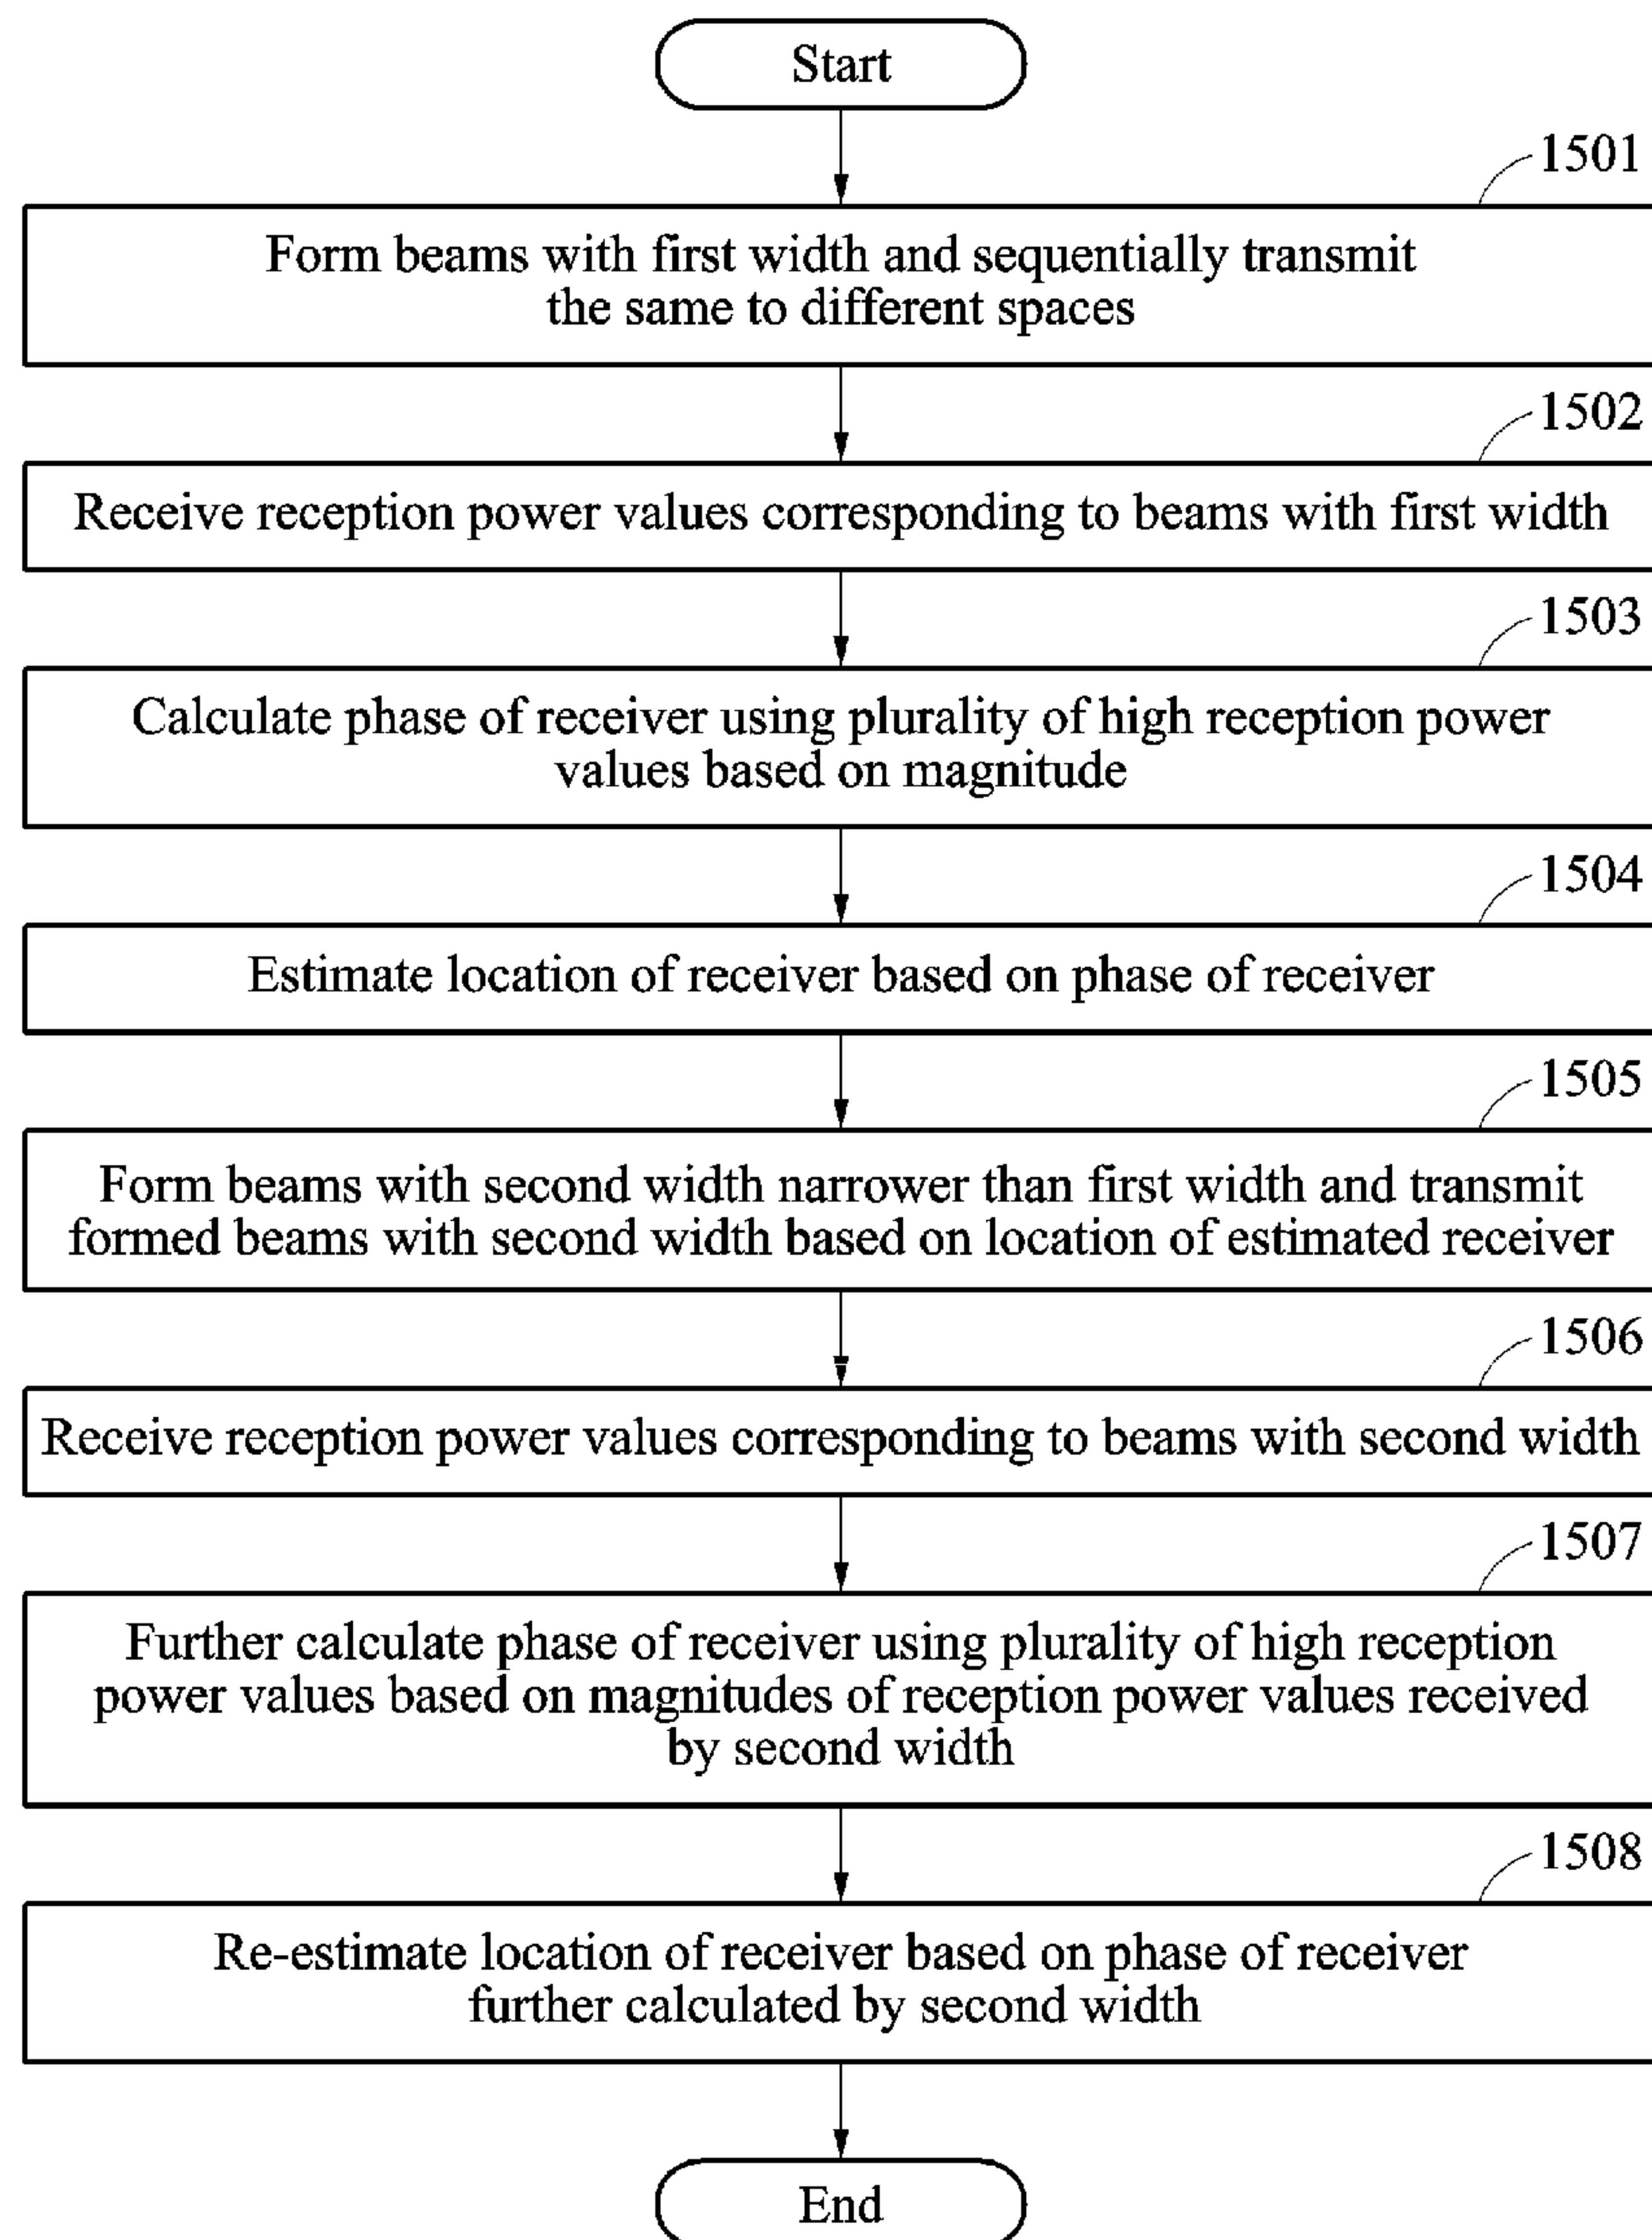 Start
1501
Form beams with first width and sequentially transmit
the same to different spaces
1502
Receive reception power values corresponding to beams with first width
1503
Calculate phase of receiver using plurality of high reception power
values based on magnitude
1504
Estimate location of receiver based on phase of receiver
1505
Form beams with second width narrower than first width and transmit
formed beams with second width based on location of estimated receiver
1506
Receive reception power values corresponding to beams with second width
1507
Further calculate phase of receiver using plurality of high reception
power values based on magnitudes of reception power values received
by second width
1508
Re-estimate location of receiver based on phase of receiver
further calculated by second width
End